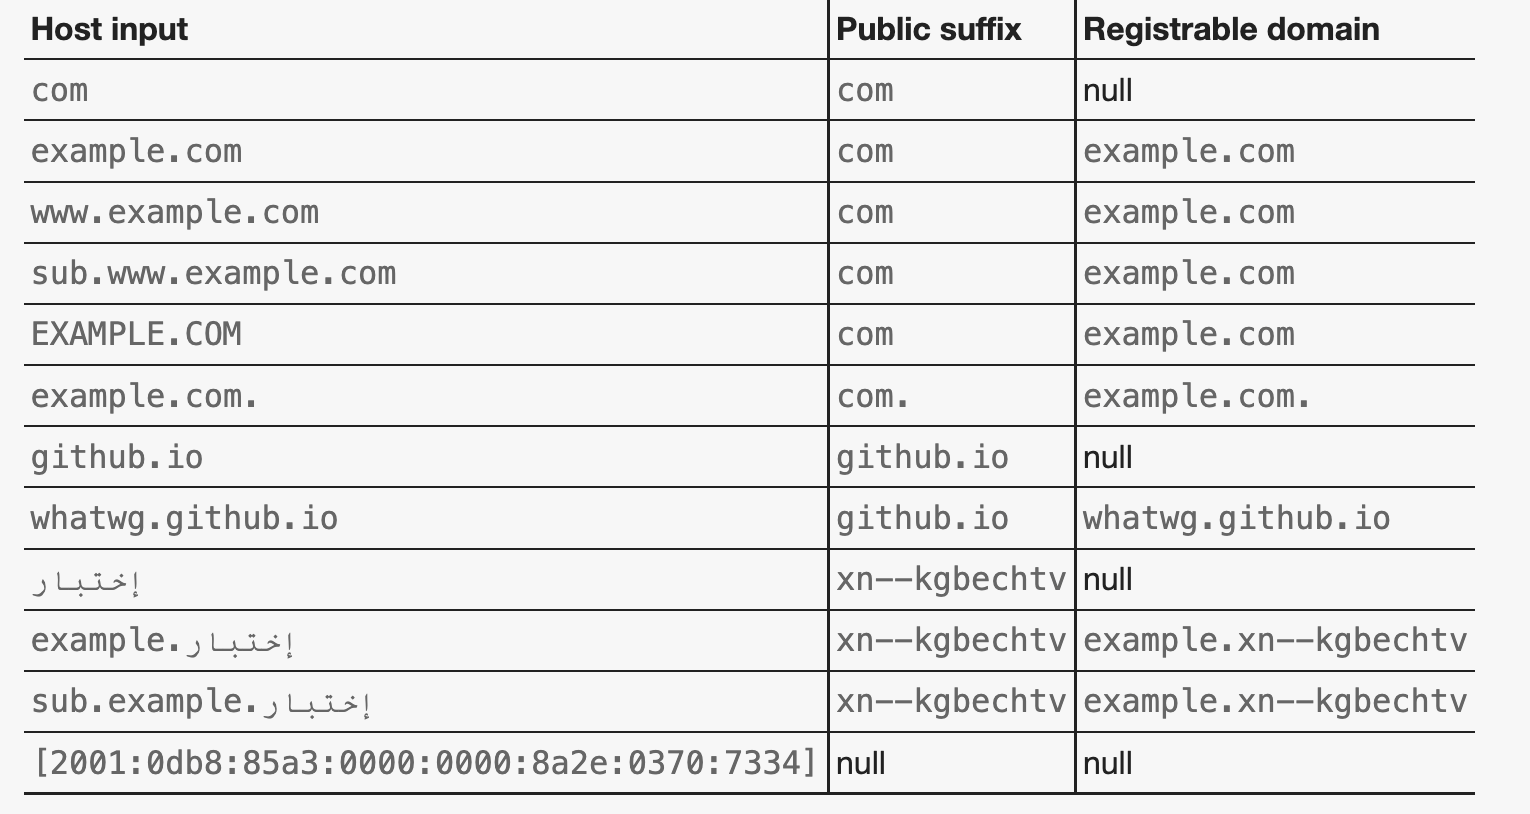 Host input Public suffix Registrable domain
com com null
example.com com example.com
www.example.com com example.com
sub.www.example.com com example.com
EXAMPLE.COM com example.com
example.com. com. example.com.
github.io github.io null
whatwg.github.io github.io whatwg.github.io
إختبار xn--kgbechtv null
example.إختبار xn--kgbechtv example.xn--kgbechtv
sub.example.إختبار xn--kgbechtv example.xn--kgbechtv
[2001:0db8:85a3:0000:0000:8a2e:0370:7334] null null